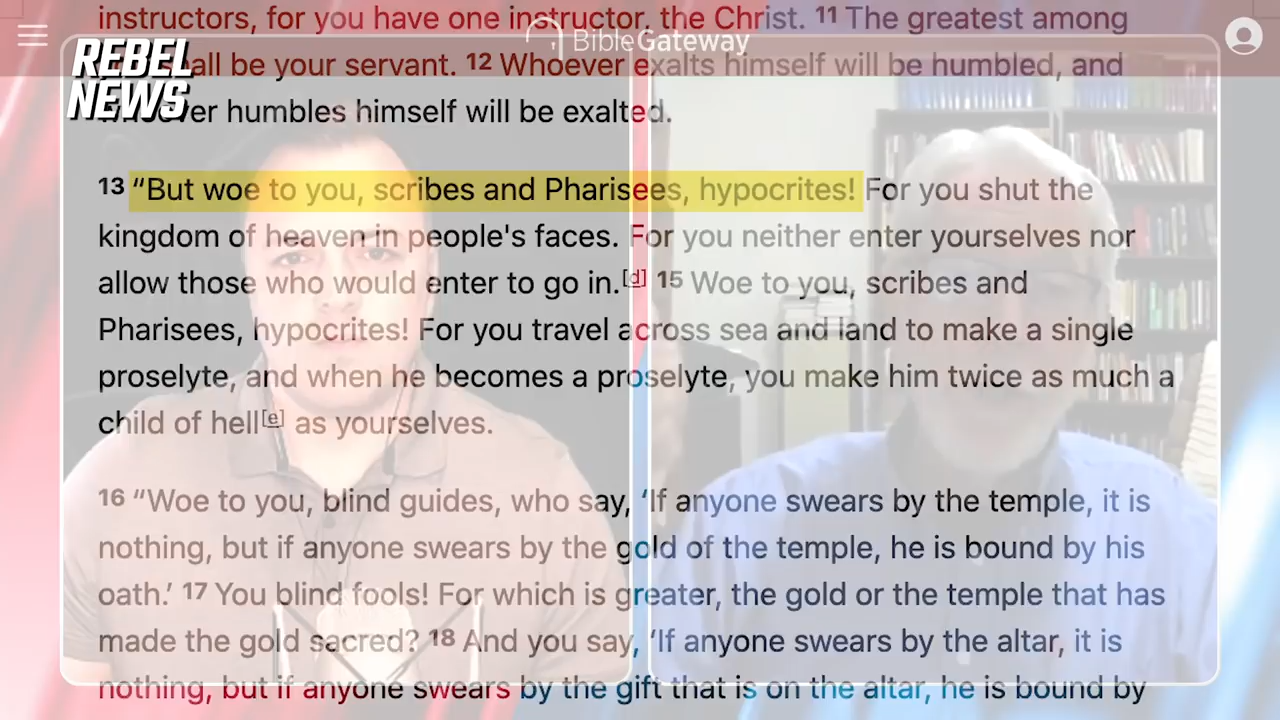 instructors, for you have one instructor, the Christ. 11 The greatest among
BibleGateway
REBEL
NEWS
all be your servant. 12 Whoever exalts himself will be humbled, and
humbles himself will be exalted.
13 “But woe to you, scribes and Pharisees, hypocrites! For you shut the
kingdom of heaven in people's faces. For you neither enter yourselves nor
allow those who would enter to go in.[d] 15 Woe to you, scribes and
Pharisees, hypocrites! For you travel across sea and land to make a single
proselyte, and when he becomes a proselyte, you make him twice as much a
child of hell[e] as yourselves.
16 “Woe to you, blind guides, who say, ‘If anyone swears by the temple, it is
nothing, but if anyone swears by the gold of the temple, he is bound by his
oath.’ 17 You blind fools! For which is greater, the gold or the temple that has
made the gold sacred? 18 And you say, ‘If anyone swears by the altar, it is
nothing, but if anyone swears by the gift that is on the altar, he is bound by